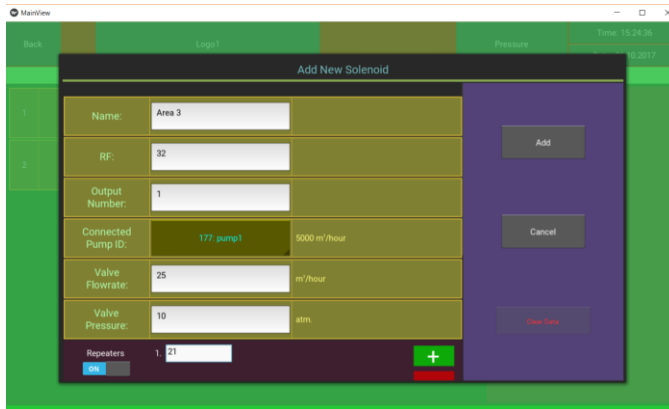 MainView
Back
Logo1
Pressure
Time: 15:24:36
10.2017
Add New Solenoid
1
2
Name:
Area 3
RF:
32
Output
Number:
1
Connected
Pump ID:
177: pump1
5000 m³/hour
Valve
Flowrate:
25
m³/hour
Valve
Pressure:
10
atm.
Repeaters
ON
1.
21
+
Add
Cancel
Clear Data